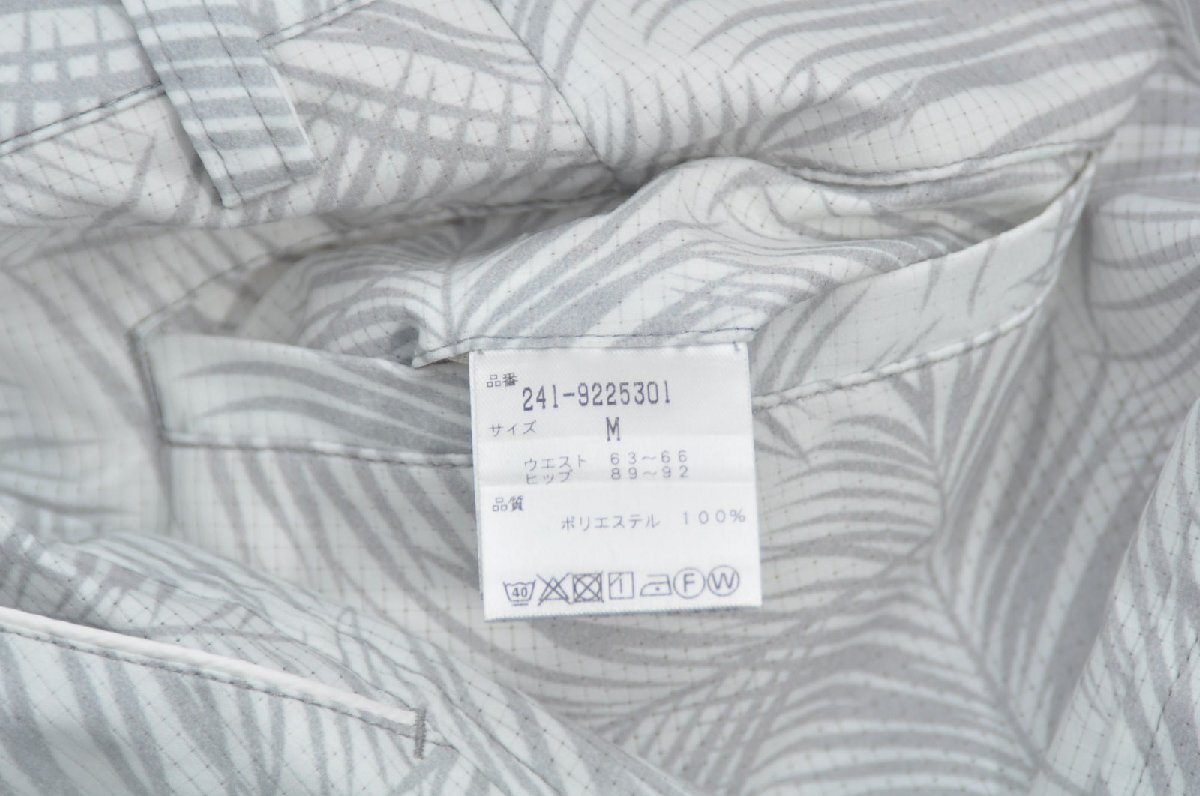 品番
241-9225301
サイズ M
ウエスト 63〜66
ヒップ 89〜92
品質
ポリエステル 100%
40 F W